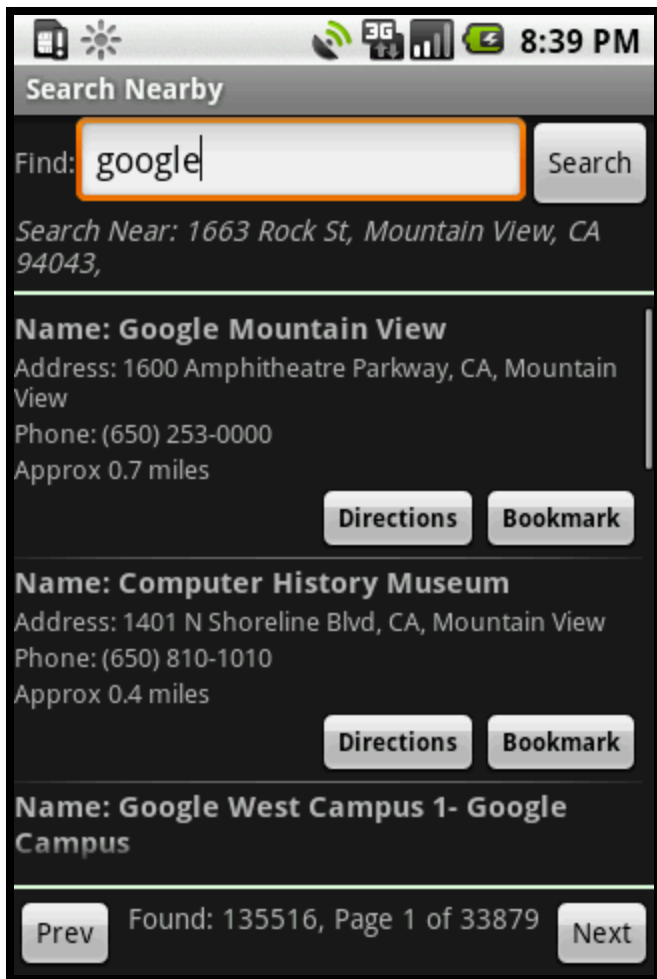 3G
8:39 PM
Search Nearby
Find: google Search
Search Near: 1663 Rock St, Mountain View, CA
94043,
Name: Google Mountain View
Address: 1600 Amphitheatre Parkway, CA, Mountain
View
Phone: (650) 253-0000
Approx 0.7 miles
Directions Bookmark
Name: Computer History Museum
Address: 1401 N Shoreline Blvd, CA, Mountain View
Phone: (650) 810-1010
Approx 0.4 miles
Directions Bookmark
Name: Google West Campus 1- Google
Campus
Prev Found: 135516, Page 1 of 33879 Next